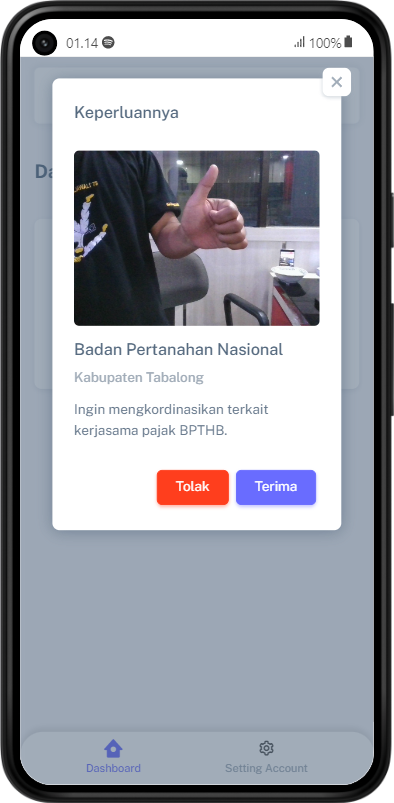 01.14
100%
Keperluannya
Da
Badan Pertanahan Nasional
Kabupaten Tabalong
Ingin mengkordinasikan terkait
kerjasama pajak BPTHB.
Tolak
Terima
Dashboard
Setting Account